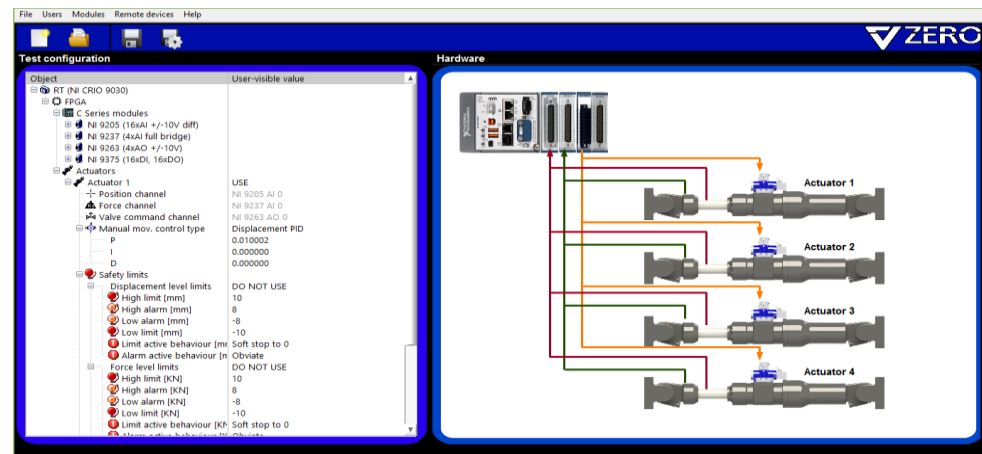 File Users Modules Remote devices Help
ZERO
Test configuration
Hardware
Object User-visible value
RT (NI CRIO 9030)
FPGA
C Series modules
NI 9205 (16xAI +/-10V diff)
NI 9237 (4xAI full bridge)
NI 9263 (4xAO +/-10V)
NI 9375 (16xDI, 16xDO)
Actuators
Actuator 1 USE
Position channel NI 9205 AI 0
Force channel NI 9237 AI 0
Valve command channel NI 9263 AO 0
Manual mov. control type Displacement PID
P 0.010002
I 0.000000
D 0.000000
Safety limits
Displacement level limits DO NOT USE
High limit [mm] 10
High alarm [mm] 8
Low alarm [mm] -8
Low limit [mm] -10
Limit active behaviour [m Soft stop to 0
Alarm active behaviour [m Obviate
Force level limits DO NOT USE
High limit [KN] 10
High alarm [KN] 8
Low alarm [KN] -8
Low limit [KN] -10
Limit active behaviour [KN Soft stop to 0
Actuator 1
Actuator 2
Actuator 3
Actuator 4